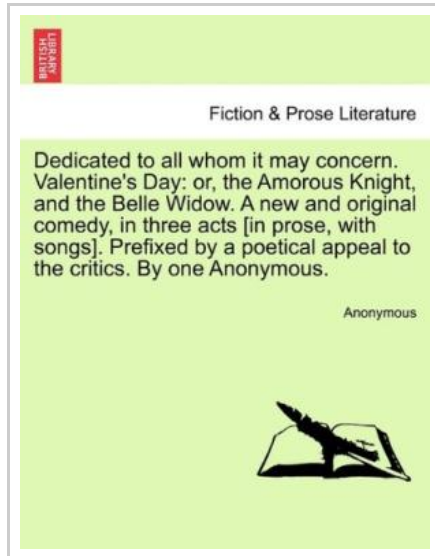 BRITISH
LIBRARY
Fiction & Prose Literature
Dedicated to all whom it may concern.
Valentine's Day: or, the Amorous Knight,
and the Belle Widow. A new and original
comedy, in three acts [in prose, with
songs]. Prefixed by a poetical appeal to
the critics. By one Anonymous.
Anonymous